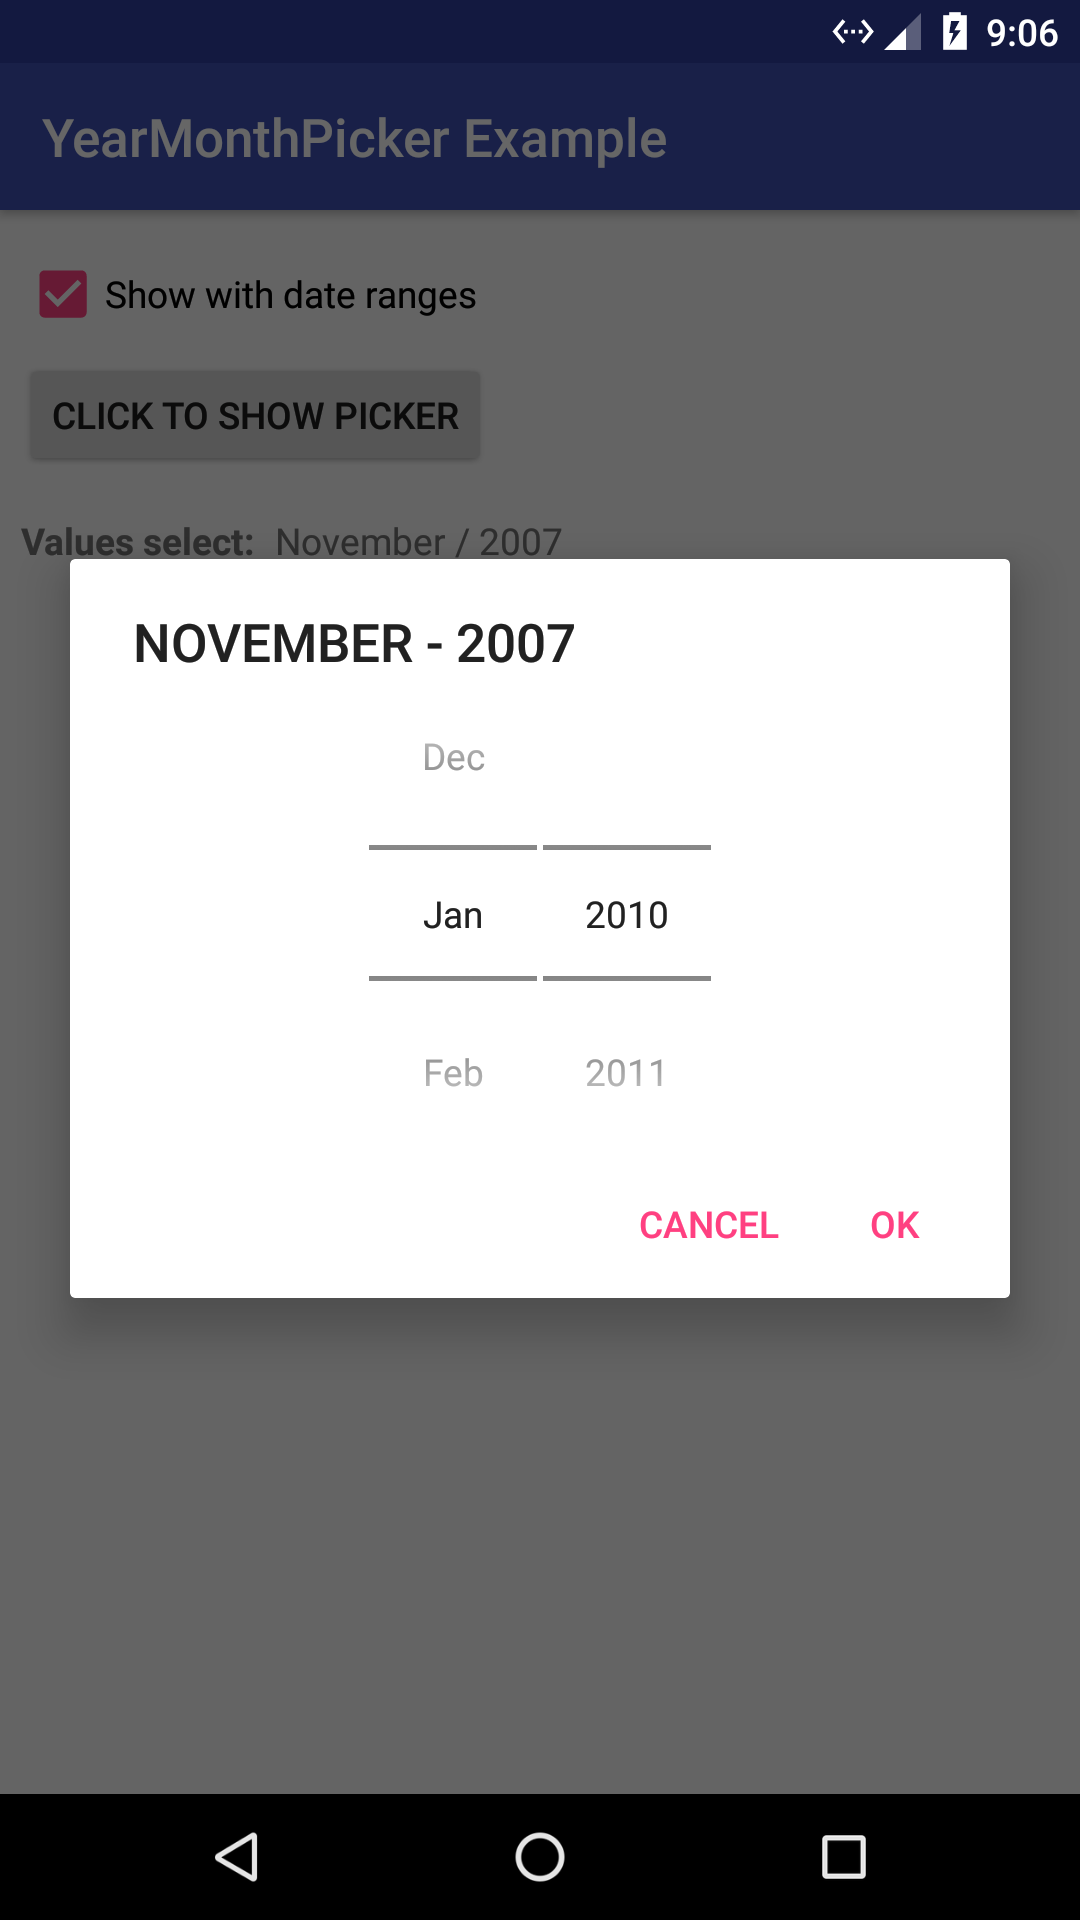 9:06
YearMonthPicker Example
Show with date ranges
CLICK TO SHOW PICKER
Values select: November / 2007
NOVEMBER - 2007
Dec
Jan 2010
Feb 2011
CANCEL OK